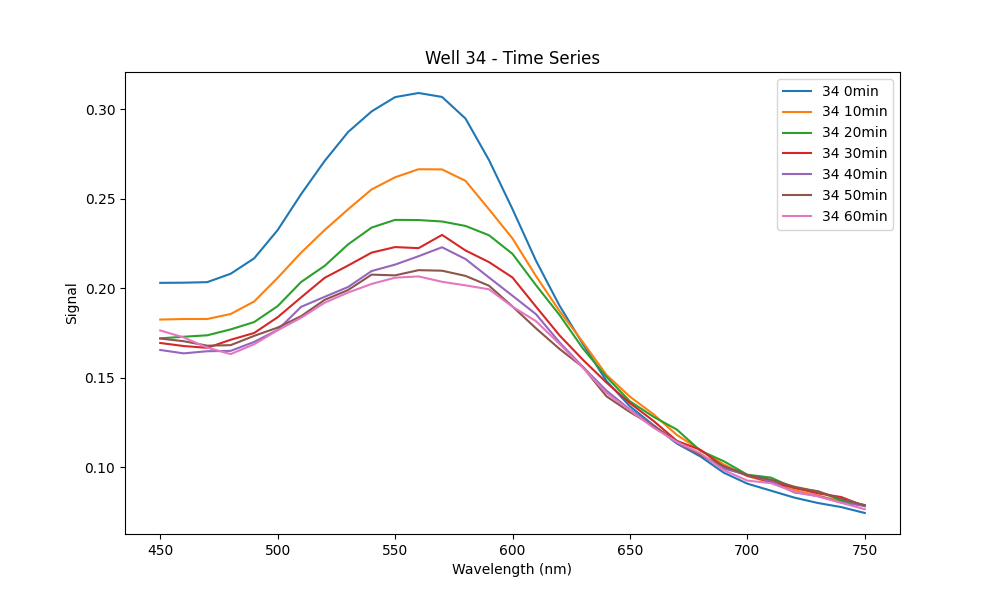 Well 34 - Time Series
Signal
0.30
0.25
0.20
0.15
0.10
450 500 550 600 650 700 750
Wavelength (nm)
34 0min
34 10min
34 20min
34 30min
34 40min
34 50min
34 60min